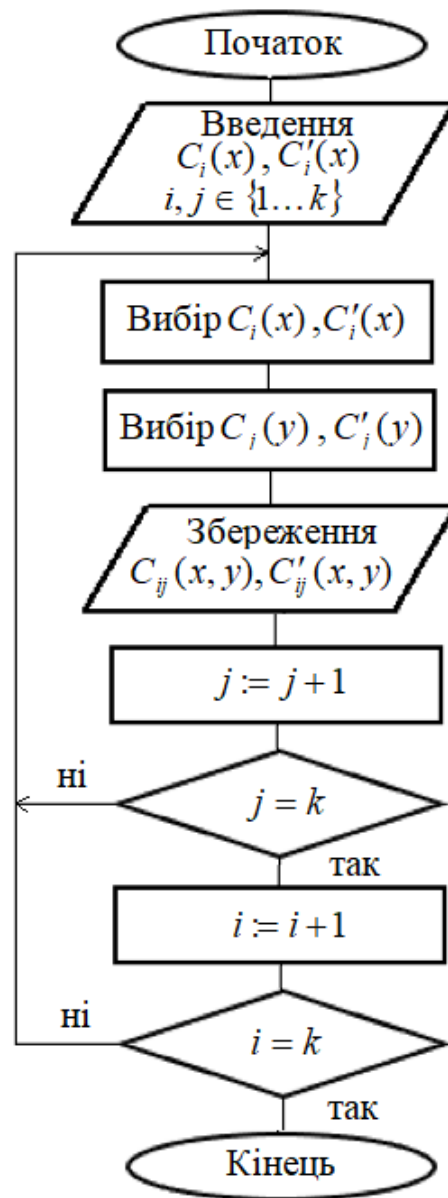 Початок
Введення
C_i(x), C′_i(x)
i, j ∈ {1…k}
Вибір C_i(x), C′_i(x)
Вибір C_j(y), C′_j(y)
Збереження
C_ij(x, y), C′_ij(x, y)
j := j + 1
ні
j = k
так
i := i + 1
ні
i = k
так
Кінець